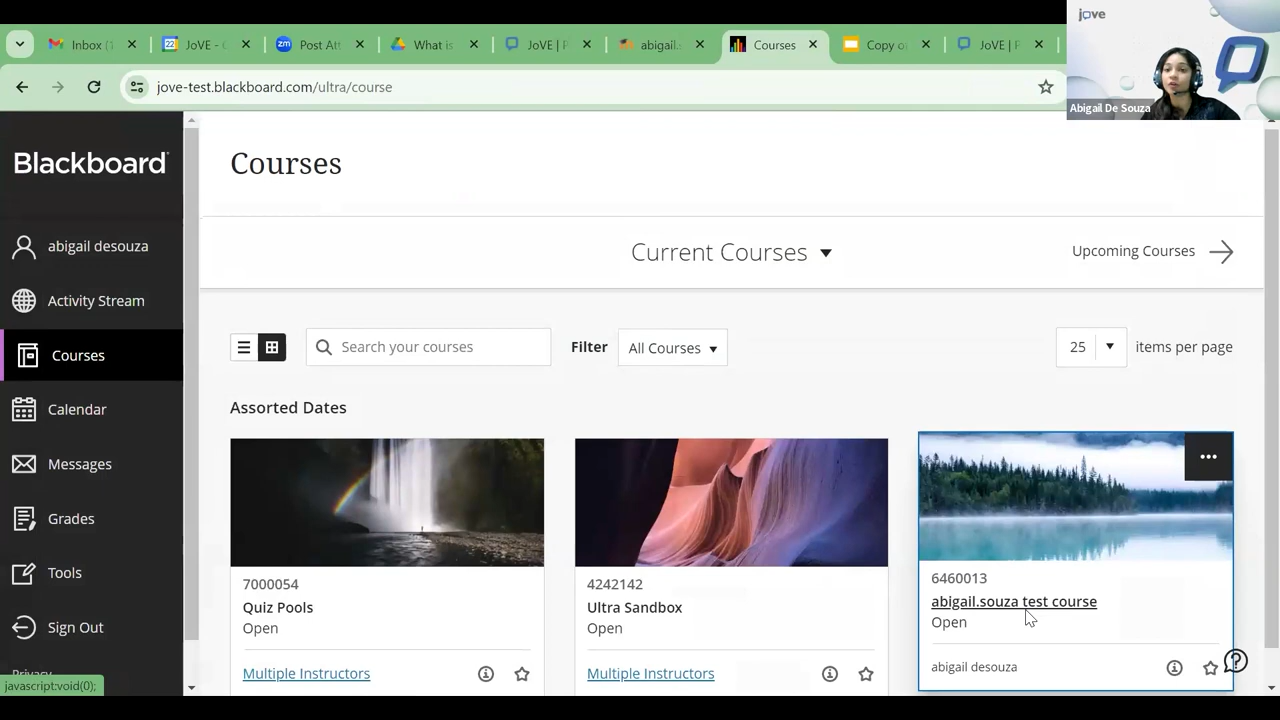 Inbox (1
JoVE - C
Post Att
What is
JoVE | P
abigail.s
Courses
Copy o
JoVE | P
jove
jove-test.blackboard.com/ultra/course
Abigail De Souza
Blackboard
Courses
abigail desouza
Current Courses
Upcoming Courses
Activity Stream
Courses
Search your courses
Filter
All Courses
25
items per page
Calendar
Assorted Dates
Messages
Grades
Tools
Sign Out
Privacy
7000054
Quiz Pools
Open
Multiple Instructors
4242142
Ultra Sandbox
Open
Multiple Instructors
6460013
abigail.souza test course
Open
abigail desouza
javascript:void(0);